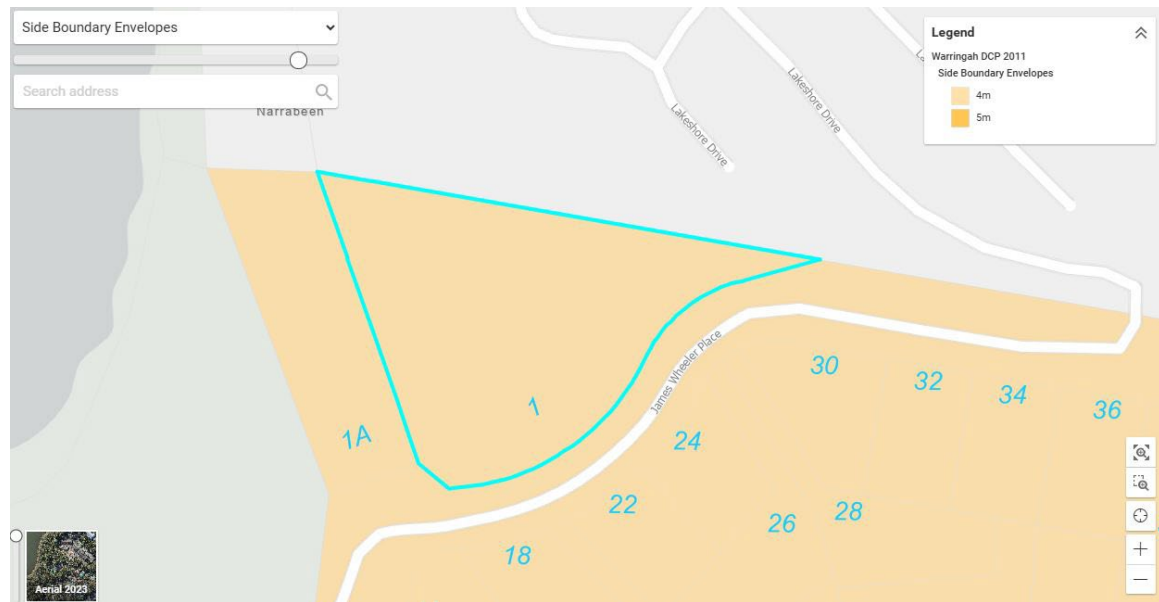 Side Boundary Envelopes
Search address
Narrabeen
Lakeshore Drive
Lakeshore Drive
Legend
Warringah DCP 2011
Side Boundary Envelopes
4m
5m
James Wheeler Place
1
1A
30
32
34
36
24
22
26
28
18
Aerial 2023